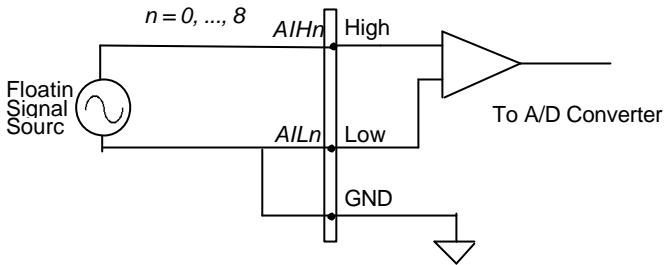 n = 0, ..., 8
AIHn
High
Floatin
Signal
Sourc
To A/D Converter
AILn
Low
GND